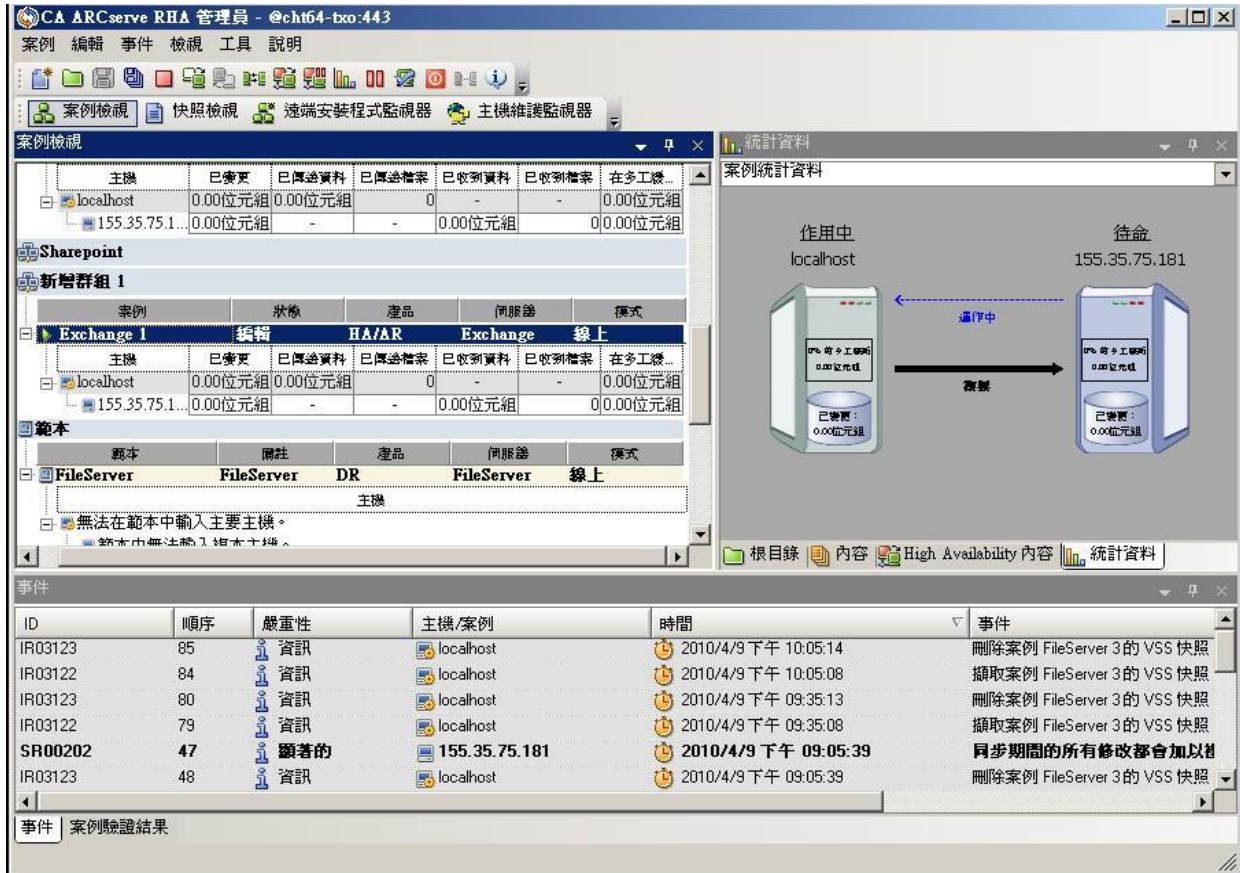 CA ARCserve RHA 管理員 - @cht64-txo:443
案例 編輯 事件 檢視 工具 說明
案例檢視 快照檢視 遠端安裝程式監視器 主機維護監視器
案例檢視
主機 已變更 已傳送資料 已傳送檔案 已收到資料 已收到檔案 在多工緩...
localhost 0.00位元組 0.00位元組 0 - - 0.00位元組
155.35.75.1... 0.00位元組 - - 0.00位元組 0 0.00位元組
Sharepoint
新增群組 1
案例 狀態 產品 伺服器 模式
Exchange 1 編輯 HA/AR Exchange 線上
主機 已變更 已傳送資料 已傳送檔案 已收到資料 已收到檔案 在多工緩...
localhost 0.00位元組 0.00位元組 0 - - 0.00位元組
155.35.75.1... 0.00位元組 - - 0.00位元組 0 0.00位元組
範本
範本 備註 產品 伺服器 模式
FileServer FileServer DR FileServer 線上
主機
無法在範本中輸入主要主機。
統計資料
案例統計資料
作用中 待命
localhost 155.35.75.181
運作中
0.00位元組 0.00位元組
複製
已變更: 已變更:
0.00位元組 0.00位元組
根目錄 內容 High Availability 內容 統計資料
事件
ID 順序 嚴重性 主機/案例 時間 事件
IR03123 85 資訊 localhost 2010/4/9 下午 10:05:14 刪除案例 FileServer 3 的 VSS 快照
IR03122 84 資訊 localhost 2010/4/9 下午 10:05:08 擷取案例 FileServer 3 的 VSS 快照
IR03123 80 資訊 localhost 2010/4/9 下午 09:35:13 刪除案例 FileServer 3 的 VSS 快照
IR03122 79 資訊 localhost 2010/4/9 下午 09:35:08 擷取案例 FileServer 3 的 VSS 快照
SR00202 47 顯著的 155.35.75.181 2010/4/9 下午 09:05:39 同步期間的所有修改都會加以
IR03123 48 資訊 localhost 2010/4/9 下午 09:05:39 刪除案例 FileServer 3 的 VSS 快照
事件 案例驗證結果